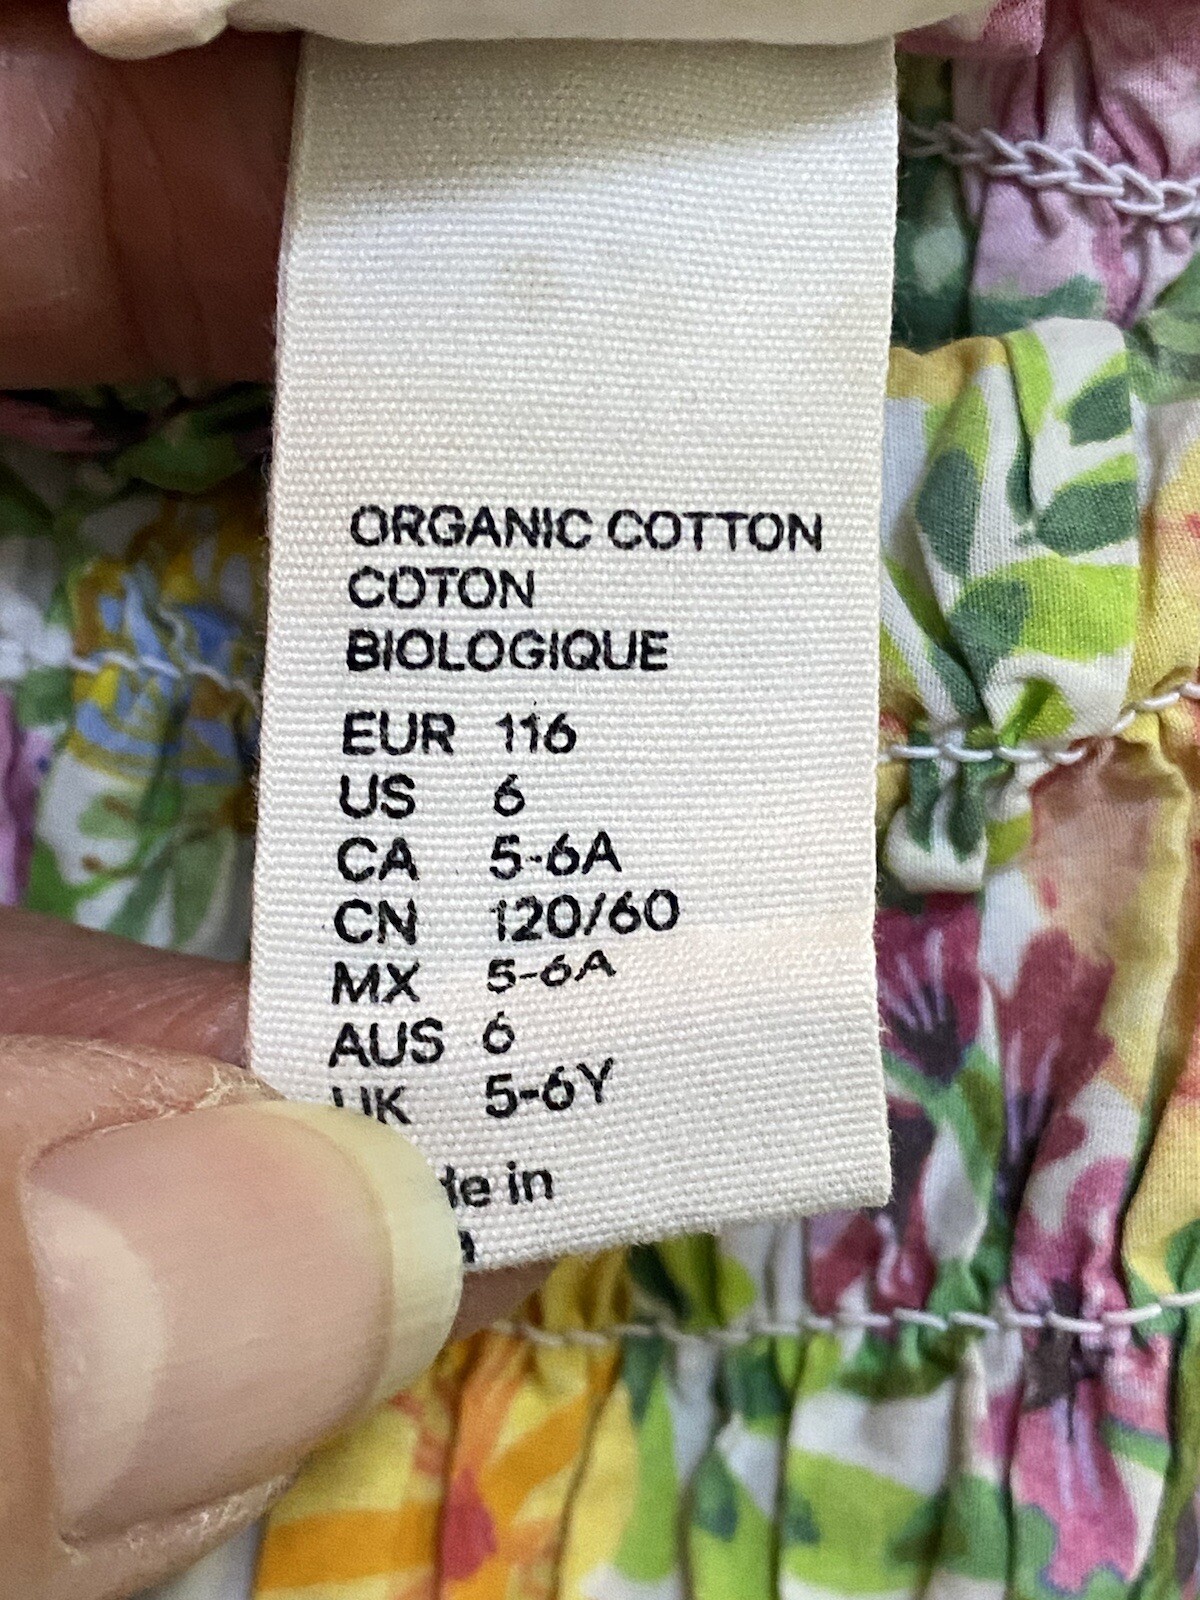 ORGANIC COTTON
COTON
BIOLOGIQUE
EUR 116
US 6
CA 5-6A
CN 120/60
MX 5-6A
AUS 6
UK 5-6Y
in